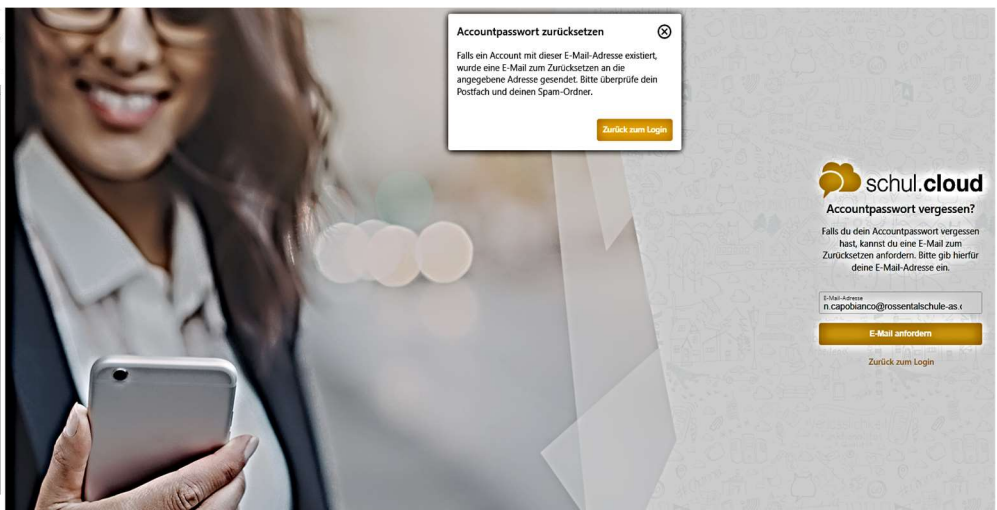 Accountpasswort zurücksetzen
Falls ein Account mit dieser E-Mail-Adresse existiert,
wurde eine E-Mail zum Zurücksetzen an die
angegebene Adresse gesendet. Bitte überprüfe dein
Postfach und deinen Spam-Ordner.
Zurück zum Login
schul.cloud
Accountpasswort vergessen?
Falls du dein Accountpasswort vergessen
hast, kannst du eine E-Mail zum
Zurücksetzen anfordern. Bitte gib hierfür
deine E-Mail-Adresse ein.
E-Mail-Adresse
n.capobianco@rossentalschule-as.
E-Mail anfordern
Zurück zum Login